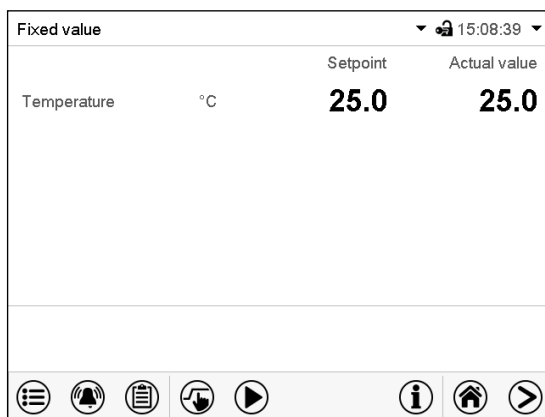 Fixed value 15:08:39
Setpoint Actual value
Temperature °C 25.0 25.0